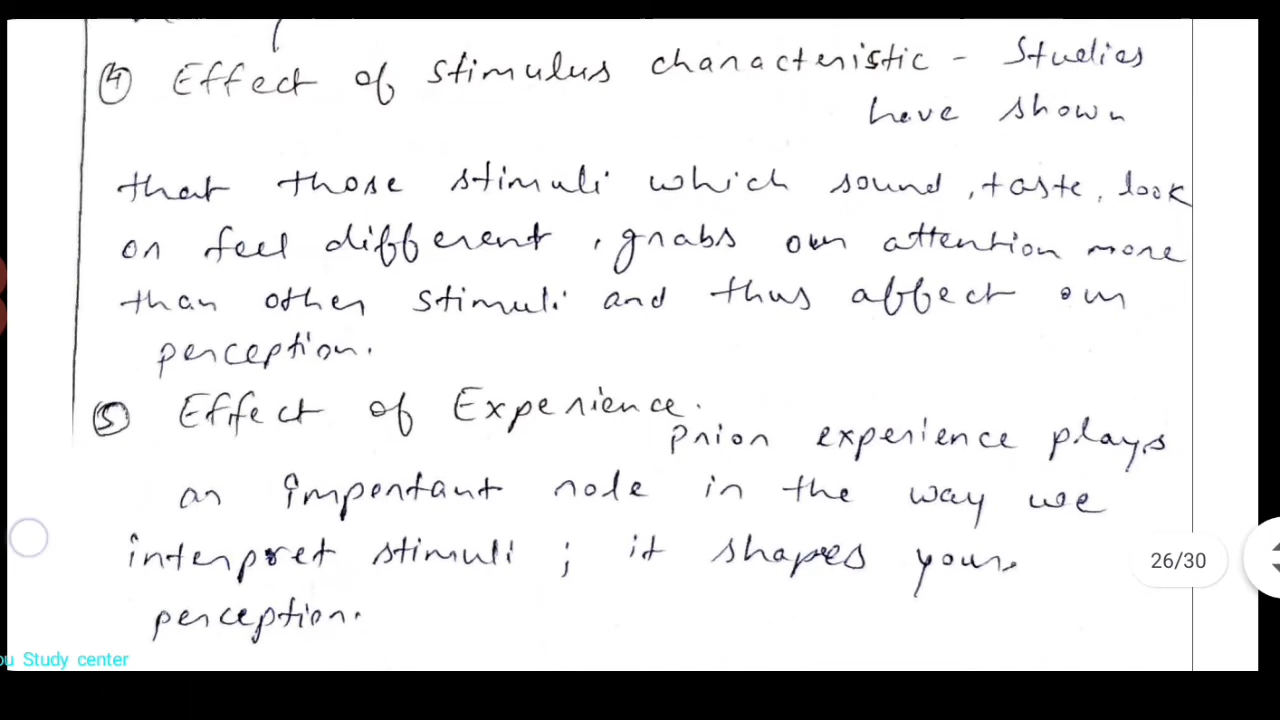 ④ Effect of stimulus characteristic - Studies
have shown
that those stimuli which sound, taste, look
or feel different, grabs our attention more
than other stimuli and thus affect our
perception.
⑤ Effect of Experience.
Prior experience plays
an important role in the way we
interpret stimuli ; it shapes your
perception.
26/30
ou Study center